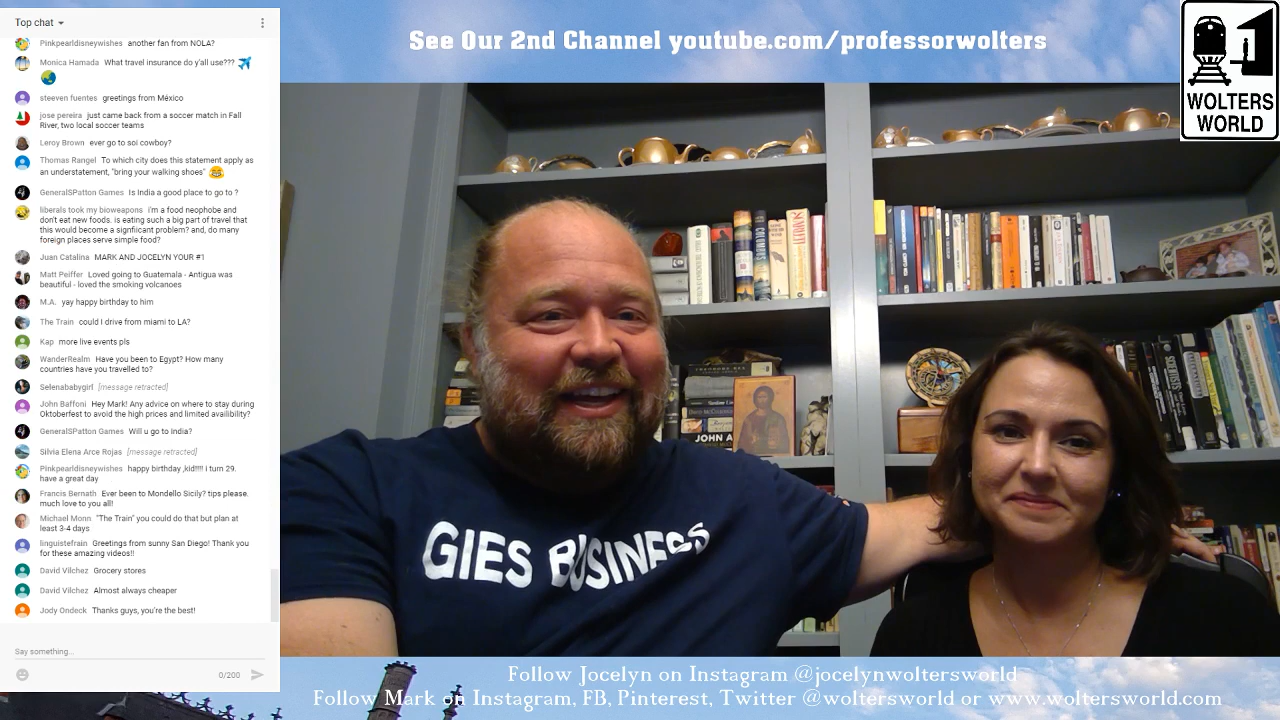 Top chat
Pinkpearldisneywishes another fan from NOLA?
Monica Hamada What travel insurance do y'all use???
steeven fuentes greetings from México
jose pereira just came back from a soccer match in Fall
River, two local soccer teams
Leroy Brown ever go to soi cowboy?
Thomas Rangel To which city does this statement apply as
an understatement, "bring your walking shoes"
GeneralSPatton Games Is India a good place to go to ?
liberals took my bioweapons i'm a food neophobe and
don't eat new foods. is eating such a big part of travel that
this would become a signfiicant problem? and, do many
foreign places serve simple food?
Juan Catalina MARK AND JOCELYN YOUR #1
Matt Peiffer Loved going to Guatemala - Antigua was
beautiful - loved the smoking volcanoes
M.A. yay happy birthday to him
The Train could I drive from miami to LA?
Kap more live events pls
WanderRealm Have you been to Egypt? How many
countries have you travelled to?
Selenababygirl [message retracted]
John Baffoni Hey Mark! Any advice on where to stay during
Oktoberfest to avoid the high prices and limited availibility?
GeneralSPatton Games Will u go to India?
Silvia Elena Arce Rojas [message retracted]
Pinkpearldisneywishes happy birthday ,kid!!!! i turn 29.
have a great day
Francis Bernath Ever been to Mondello Sicily? tips please.
much love to you all!
Michael Monn "The Train" you could do that but plan at
least 3-4 days
linguistefrain Greetings from sunny San Diego! Thank you
for these amazing videos!!
David Vilchez Grocery stores
David Vilchez Almost always cheaper
Jody Ondeck Thanks guys, you're the best!
Say something...
0/200
See Our 2nd Channel youtube.com/professorwolters
WOLTERS
WORLD
SCARLETT
JOHN A
GIES BUSINESS
Follow Jocelyn on Instagram @jocelynwoltersworld
Follow Mark on Instagram, FB, Pinterest, Twitter @woltersworld or www.woltersworld.com